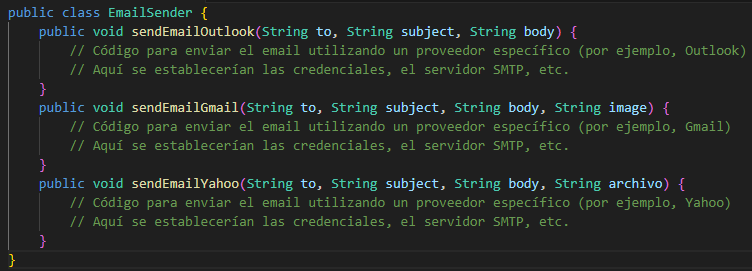 public class EmailSender {
    public void sendEmailOutlook(String to, String subject, String body) {
        // Código para enviar el email utilizando un proveedor específico (por ejemplo, Outlook)
        // Aquí se establecerían las credenciales, el servidor SMTP, etc.
    }
    public void sendEmailGmail(String to, String subject, String body, String image) {
        // Código para enviar el email utilizando un proveedor específico (por ejemplo, Gmail)
        // Aquí se establecerían las credenciales, el servidor SMTP, etc.
    }
    public void sendEmailYahoo(String to, String subject, String body, String archivo) {
        // Código para enviar el email utilizando un proveedor específico (por ejemplo, Yahoo)
        // Aquí se establecerían las credenciales, el servidor SMTP, etc.
    }
}